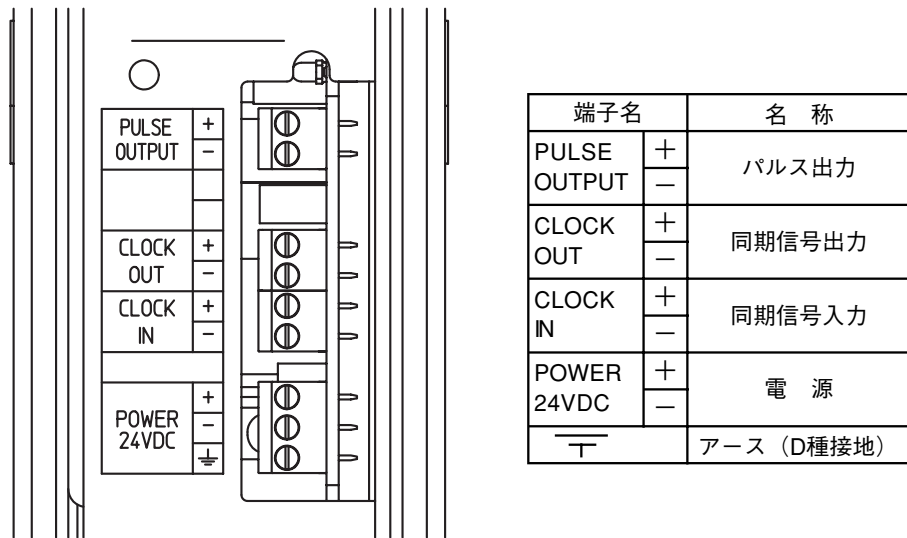 PULSE
OUTPUT
+
−
CLOCK
OUT
+
−
CLOCK
IN
+
−
POWER
24VDC
+
−
端子名 名 称
PULSE
OUTPUT
+
−
パルス出力
CLOCK
OUT
+
−
同期信号出力
CLOCK
IN
+
−
同期信号入力
POWER
24VDC
+
−
電 源
アース（D種接地）